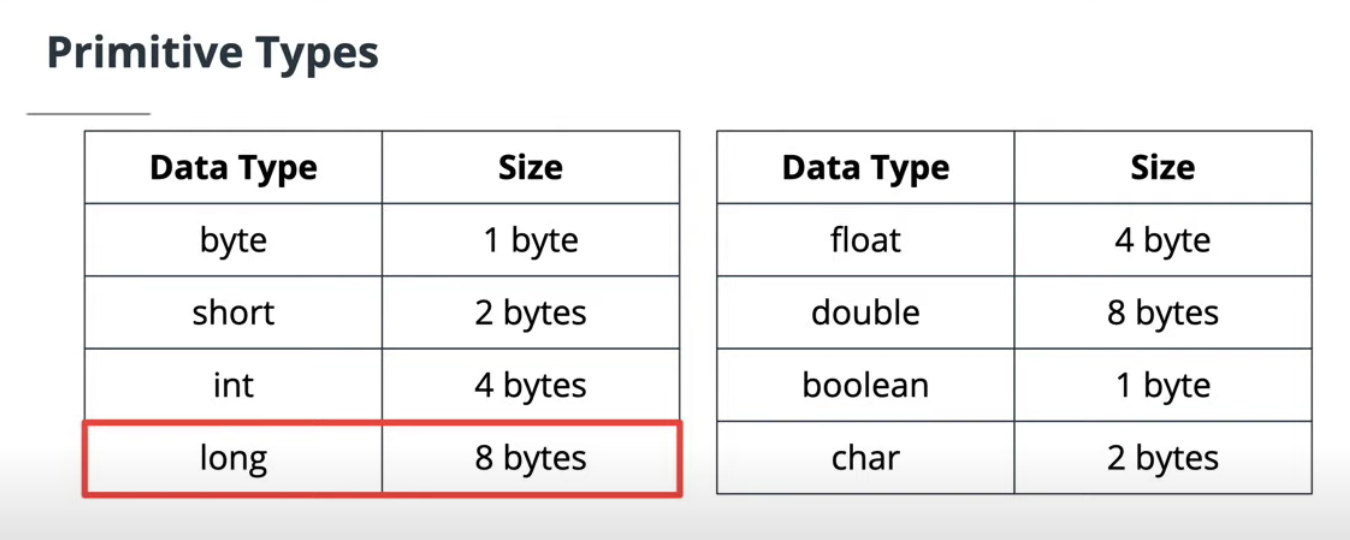 Primitive Types
Data Type Size
byte 1 byte
short 2 bytes
int 4 bytes
long 8 bytes
Data Type Size
float 4 byte
double 8 bytes
boolean 1 byte
char 2 bytes